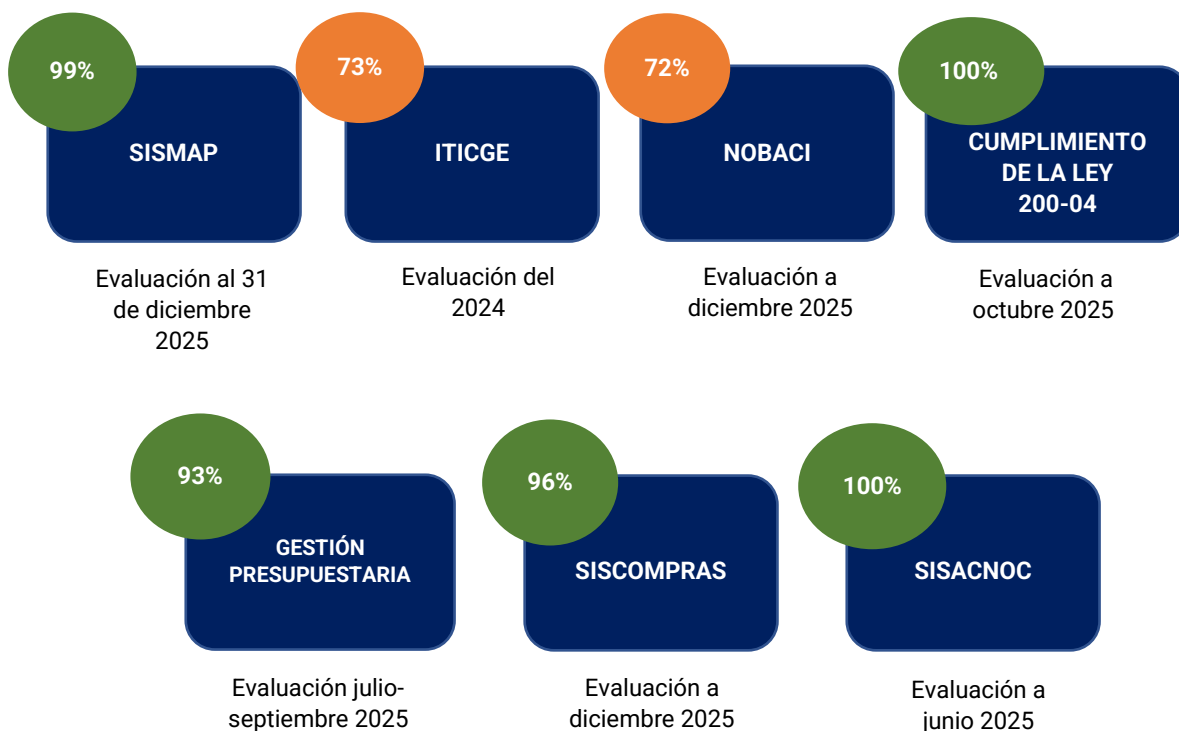 99%
SISMAP
Evaluación al 31
de diciembre
2025
73%
ITICGE
Evaluación del
2024
72%
NOBACI
Evaluación a
diciembre 2025
100%
CUMPLIMIENTO
DE LA LEY
200-04
Evaluación a
octubre 2025
93%
GESTIÓN
PRESUPUESTARIA
Evaluación julio-
septiembre 2025
96%
SISCOMPRAS
Evaluación a
diciembre 2025
100%
SISACNOC
Evaluación a
junio 2025